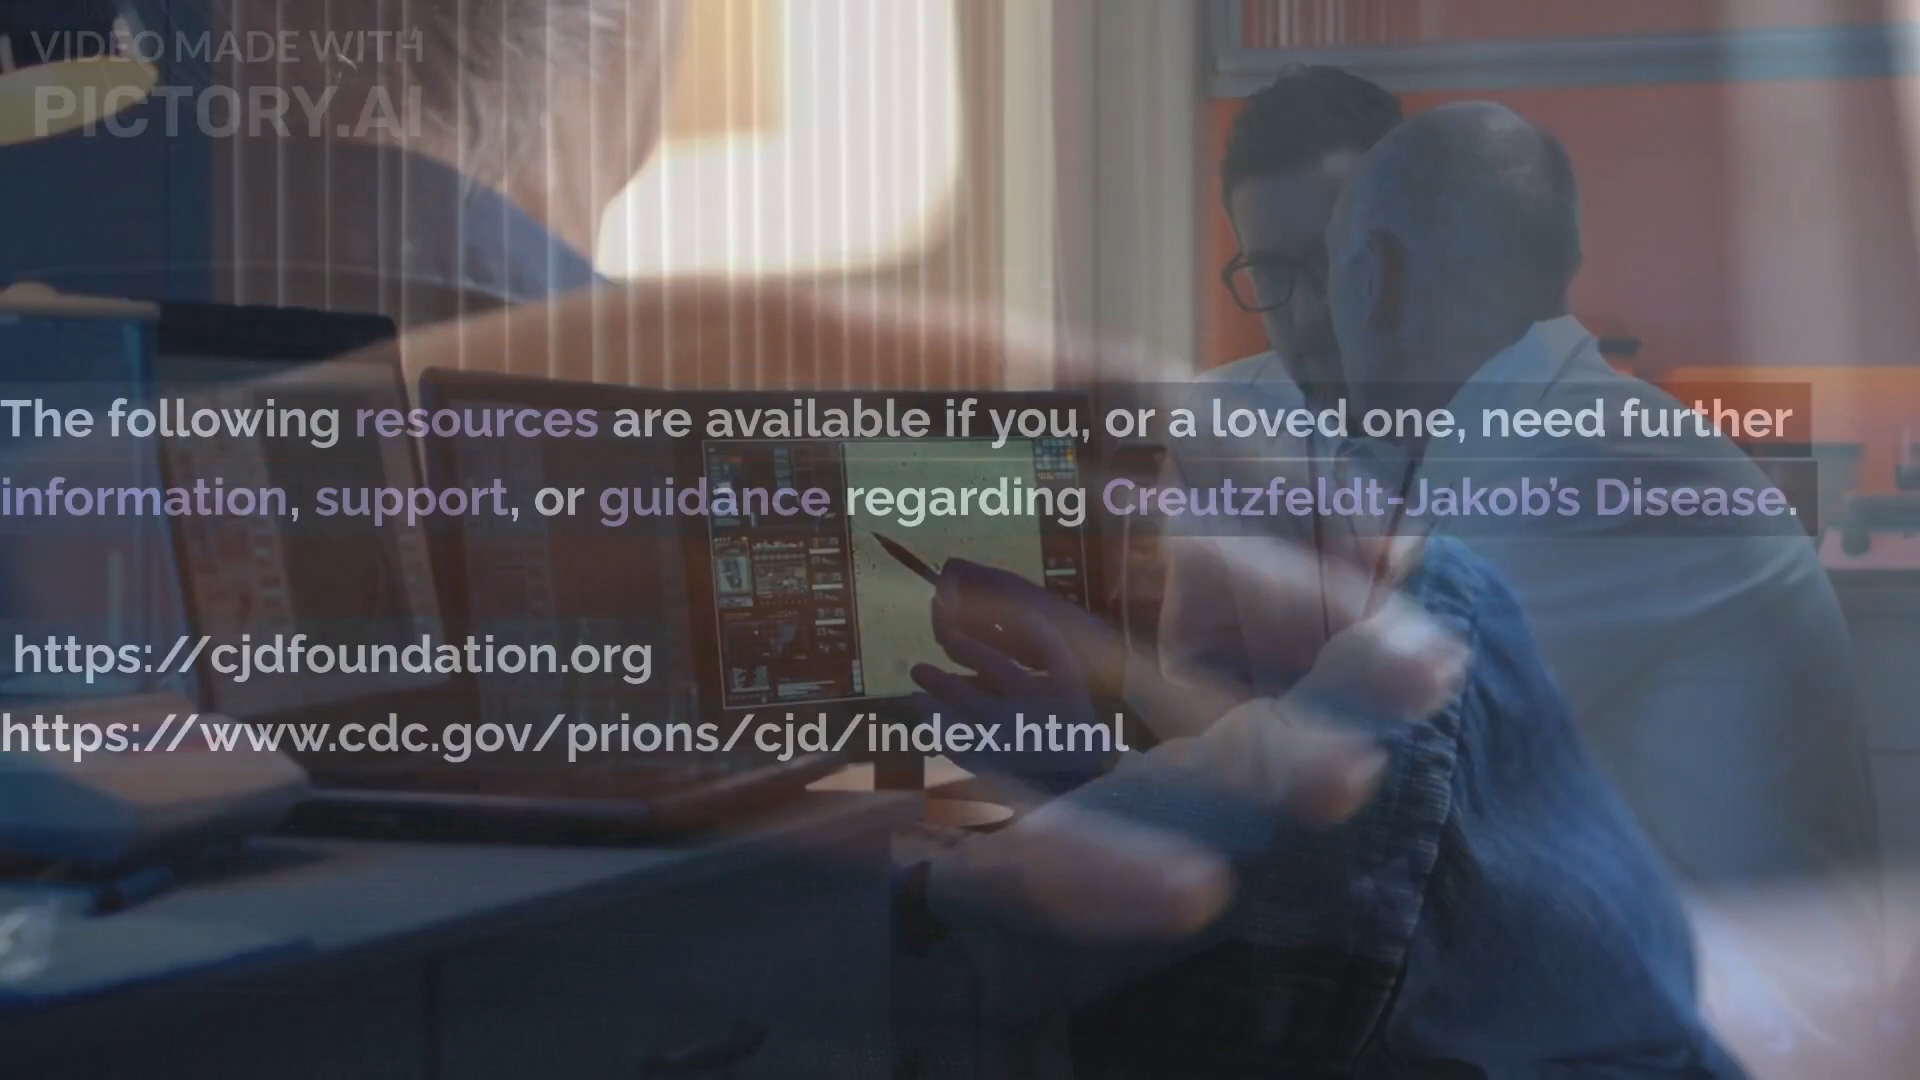 VIDEO MADE WITH
PICTORY.AI
The following resources are available if you, or a loved one, need further
information, support, or guidance regarding Creutzfeldt-Jakob’s Disease.
https://cjdfoundation.org
https://www.cdc.gov/prions/cjd/index.html